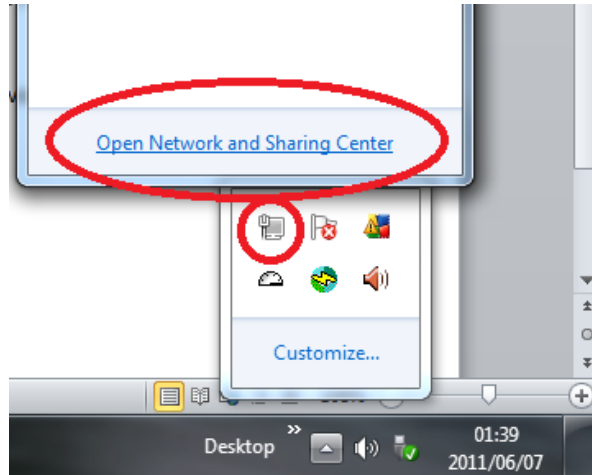 Open Network and Sharing Center
Customize...
Desktop »
01:39
2011/06/07